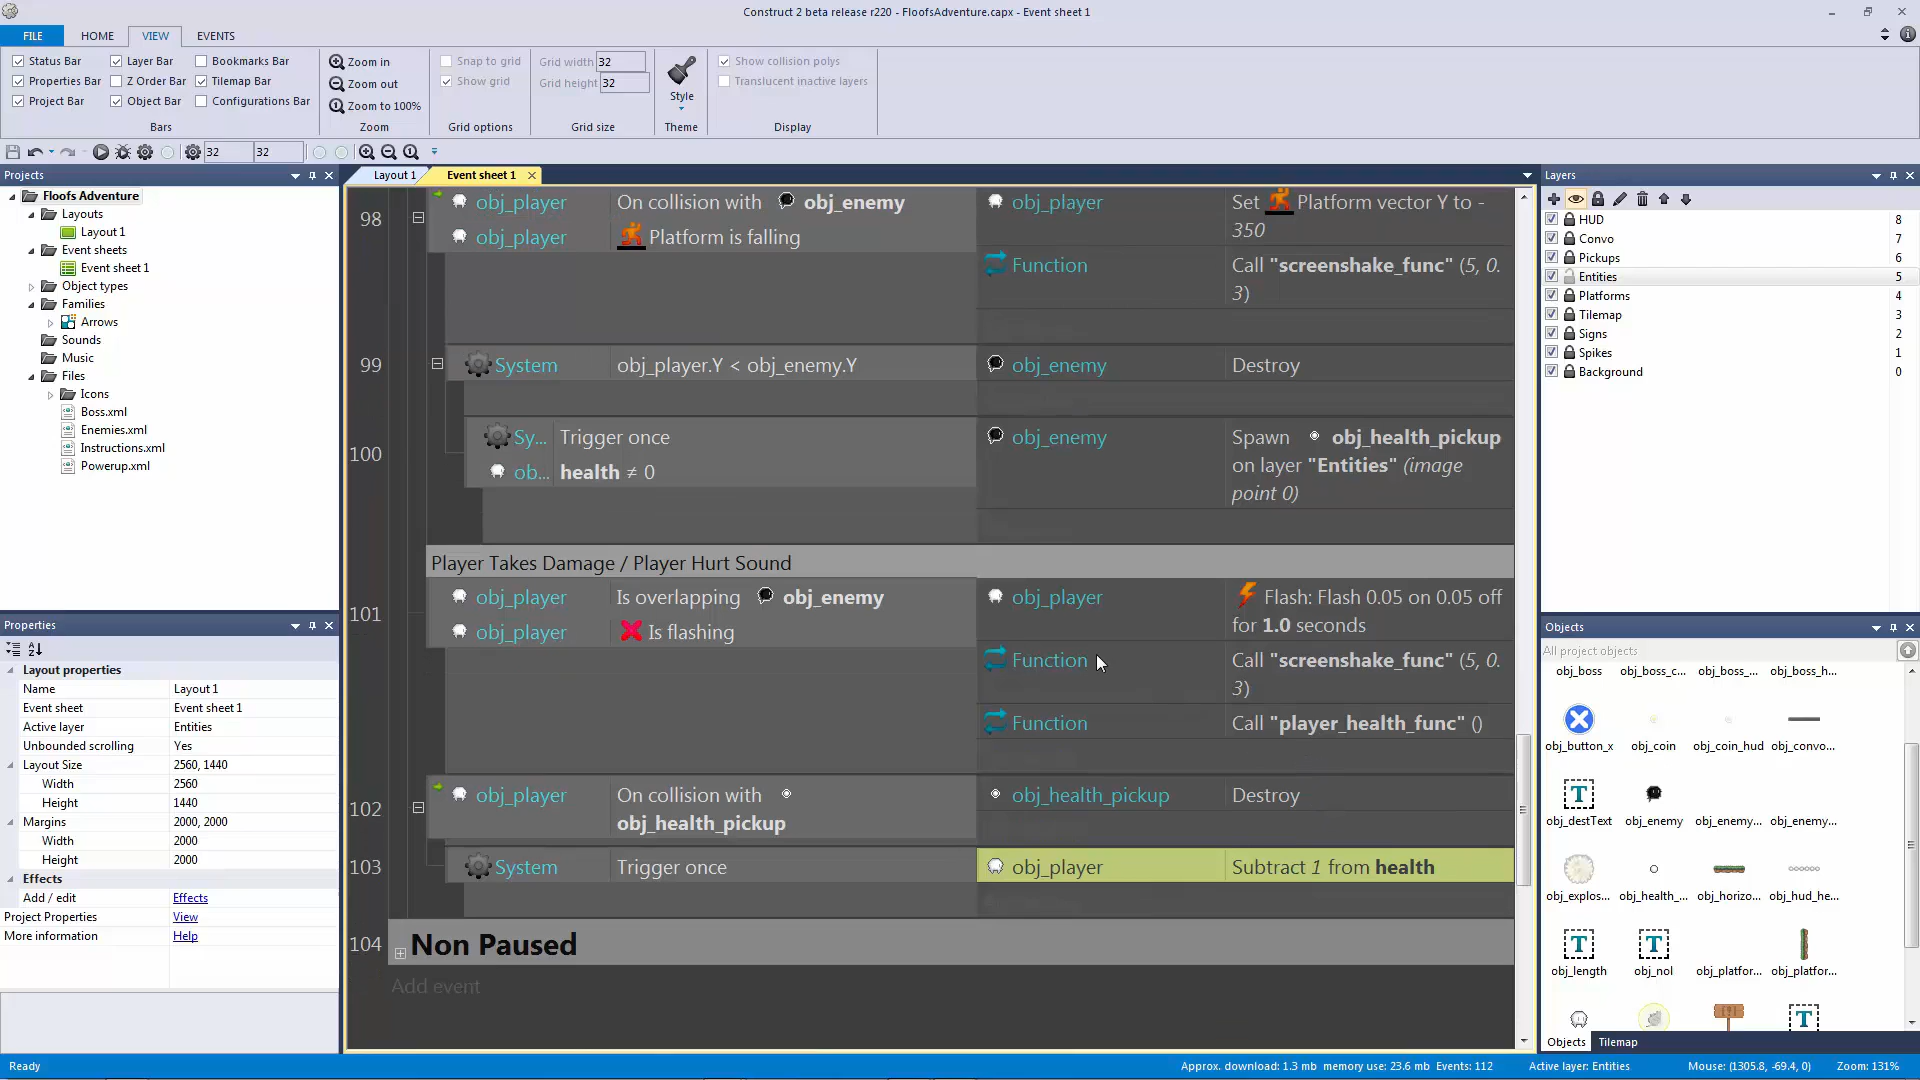 Construct 2 beta release r220 - FloofsAdventure.capx - Event sheet 1
FILE
HOME
VIEW
EVENTS
Status Bar
Layer Bar
Bookmarks Bar
Properties Bar
Z Order Bar
Tilemap Bar
Project Bar
Object Bar
Configurations Bar
Bars
Zoom in
Zoom out
Zoom to 100%
Zoom
Snap to grid
Show grid
Grid options
Grid width 32
Grid height 32
Grid size
Style
Theme
Show collision polys
Translucent inactive layers
Display
32
32
Projects
Floofs Adventure
Layouts
Layout 1
Event sheets
Event sheet 1
Object types
Families
Arrows
Sounds
Music
Files
Icons
Boss.xml
Enemies.xml
Instructions.xml
Powerup.xml
Properties
Layout properties
Name Layout 1
Event sheet Event sheet 1
Active layer Entities
Unbounded scrolling Yes
Layout Size 2560, 1440
Width 2560
Height 1440
Margins 2000, 2000
Width 2000
Height 2000
Effects
Add / edit Effects
Project Properties View
More information Help
Layout 1
Event sheet 1
98
obj_player On collision with obj_enemy
obj_player Platform is falling
obj_player Set Platform vector Y to -
350
Function Call "screenshake_func" (5, 0.
3)
99
System obj_player.Y < obj_enemy.Y
obj_enemy Destroy
100
Sy... Trigger once
ob... health ≠ 0
obj_enemy Spawn obj_health_pickup
on layer "Entities" (image
point 0)
Player Takes Damage / Player Hurt Sound
101
obj_player Is overlapping obj_enemy
obj_player Is flashing
obj_player Flash: Flash 0.05 on 0.05 off
for 1.0 seconds
Function Call "screenshake_func" (5, 0.
3)
Function Call "player_health_func" ()
102
obj_player On collision with
obj_health_pickup
obj_health_pickup Destroy
103
System Trigger once
obj_player Subtract 1 from health
104 Non Paused
Add event
Layers
HUD 8
Convo 7
Pickups 6
Entities 5
Platforms 4
Tilemap 3
Signs 2
Spikes 1
Background 0
Objects
All project objects
obj_boss obj_boss_c... obj_boss_... obj_boss_h...
obj_button_x obj_coin obj_coin_hud obj_convo...
T
obj_destText obj_enemy obj_enemy... obj_enemy...
obj_explos... obj_health_... obj_horizo... obj_hud_he...
T T
obj_length obj_nol obj_platfor... obj_platfor...
T
Objects
Tilemap
Ready
Approx. download: 1.3 mb memory use: 23.6 mb Events: 112
Active layer: Entities
Mouse: (1305.8, -69.4, 0)
Zoom: 131%